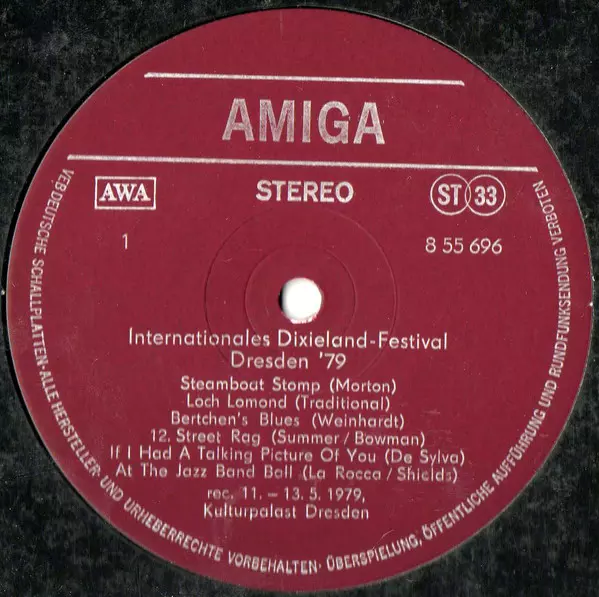 AMIGA
AWA
STEREO
ST 33
1
8 55 696
Internationales Dixieland-Festival
Dresden '79
Steamboat Stomp (Morton)
Loch Lomond (Traditional)
Bertchen's Blues (Weinhardt)
12. Street Rag (Summer/Bowman)
If I Had A Talking Picture Of You (De Sylva)
At The Jazz Band Ball (La Rocca/Shields)
rec. 11. – 13. 5. 1979,
Kulturpalast Dresden
VEB DEUTSCHE SCHALLPLATTEN · ALLE HERSTELLER- UND URHEBERRECHTE VORBEHALTEN · ÜBERSPIELUNG, ÖFFENTLICHE AUFFÜHRUNG UND RUNDFUNKSENDUNG VERBOTEN